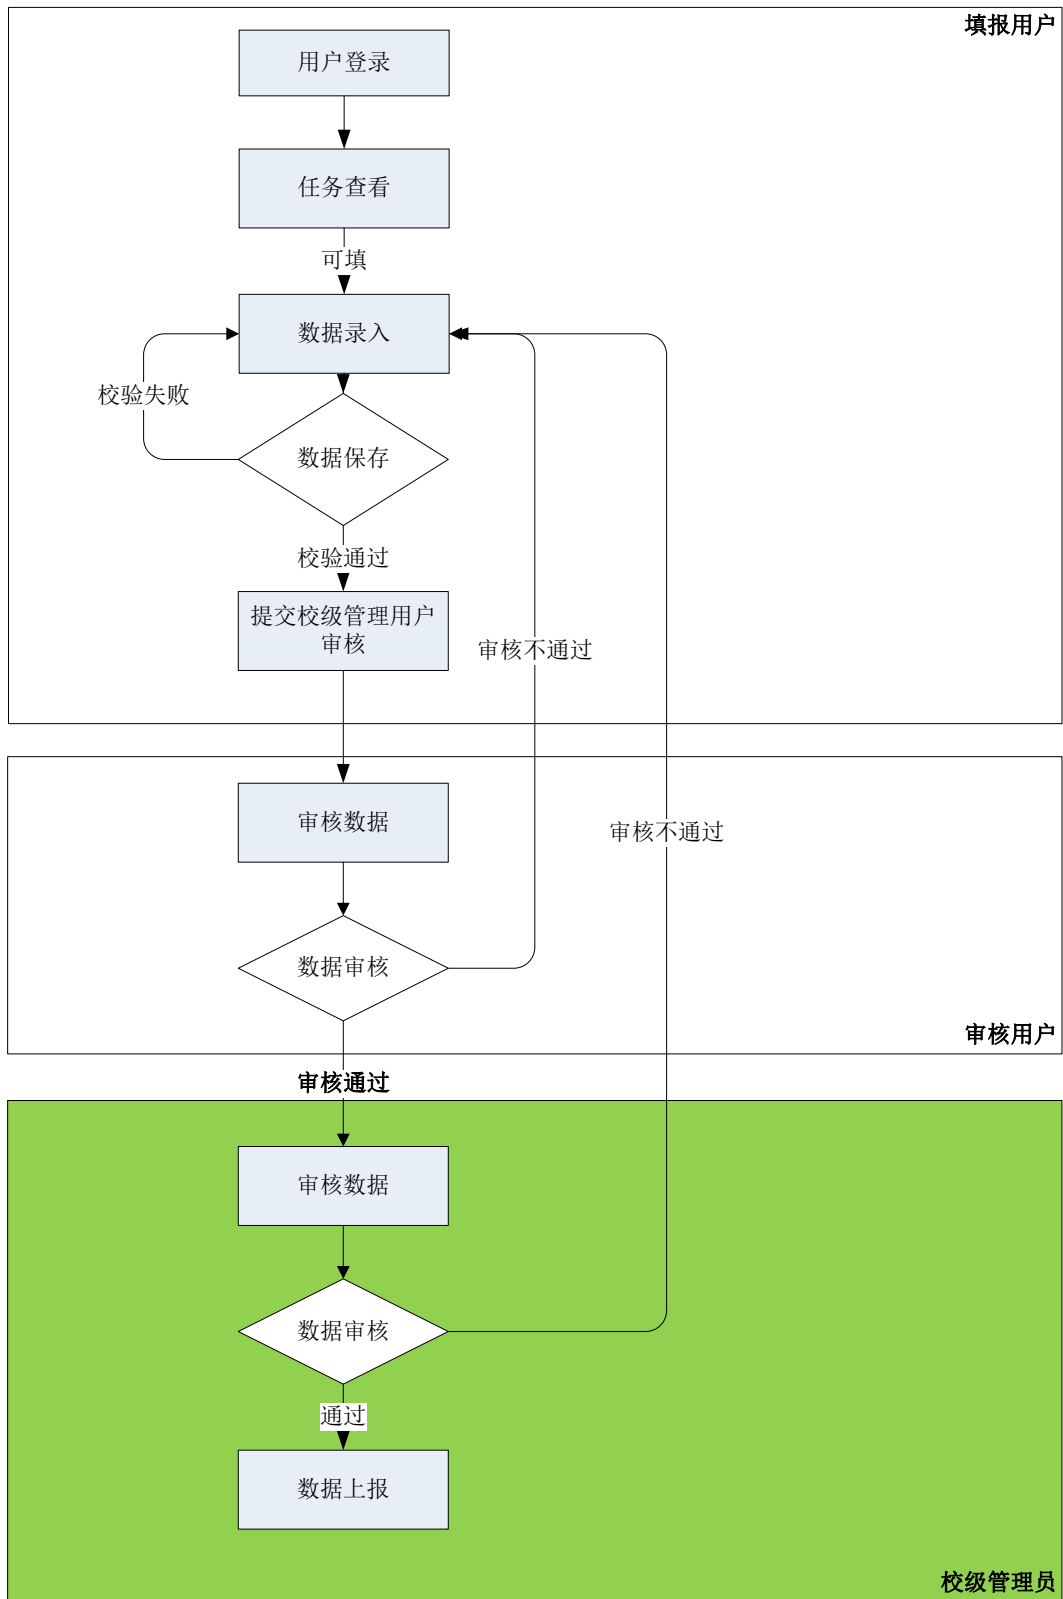 填报用户
用户登录
任务查看
可填
数据录入
校验失败
数据保存
校验通过
提交校级管理用户
审核
审核不通过
审核数据
审核不通过
数据审核
审核用户
审核通过
审核数据
数据审核
通过
数据上报
校级管理员